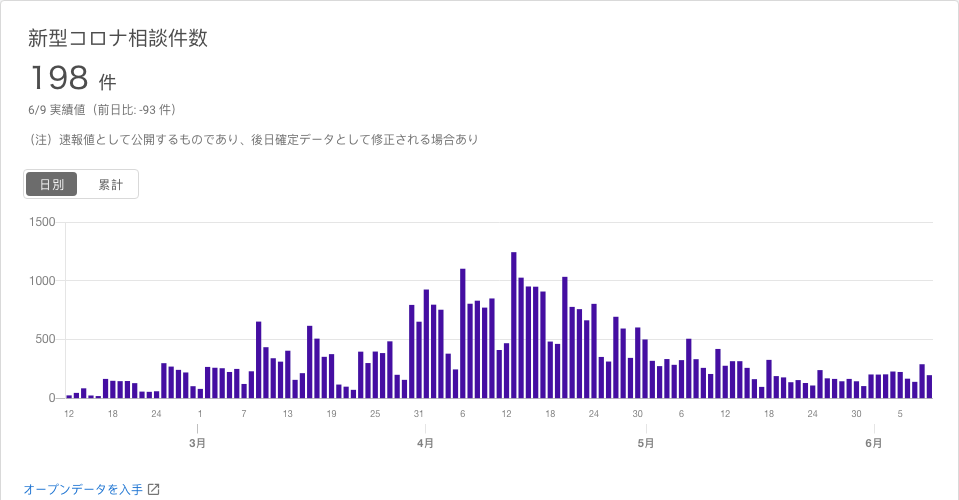 新型コロナ相談件数
198 件
6/9 実績値（前日比: -93 件）
（注）速報値として公開するものであり、後日確定データとして修正される場合あり
日別 累計
1500
1000
500
0
12 18 24 1 7 13 19 25 31 6 12 18 24 30 6 12 18 24 30 5
3月 4月 5月 6月
オープンデータを入手